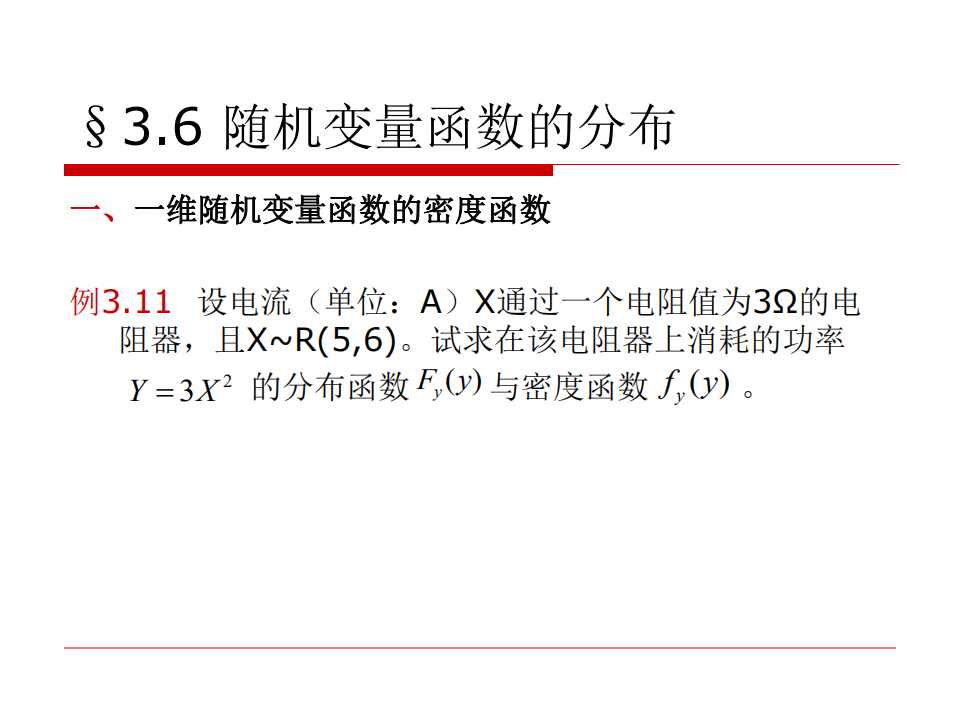 §3.6 随机变量函数的分布
一、一维随机变量函数的密度函数
例3.11 设电流（单位：A）X通过一个电阻值为3Ω的电
阻器，且X~R(5,6)。试求在该电阻器上消耗的功率
Y = 3X² 的分布函数 F_y(y) 与密度函数 f_y(y) 。